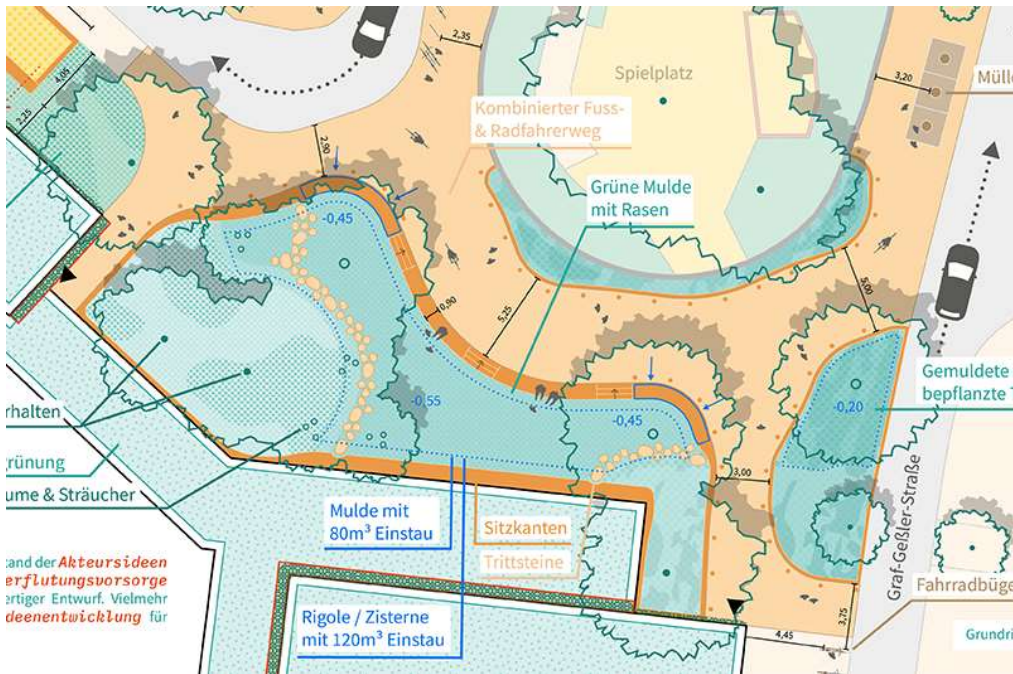 2,35
Spielplatz
3,20
Mülle
4,05
2,25
Kombinierter Fuss-
& Radfahrerweg
2,90
Grüne Mulde
mit Rasen
-0,45
5,00
0,90
5,25
Gemuldete
bepflanzte T
-0,20
-0,55
-0,45
rhalten
grünung
ume & Sträucher
3,00
Graf-Geßler-Straße
Mulde mit
80m³ Einstau
Sitzkanten
Trittsteine
tand der Akteursideen
erflutungsvorsorge
ertiger Entwurf. Vielmehr
deenentwicklung für
Fahrradbüge
3,75
Rigole / Zisterne
mit 120m³ Einstau
4,45
Grundri